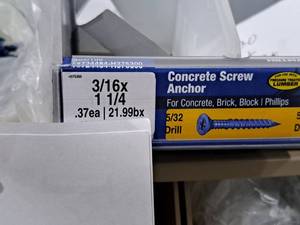 3/16x
1 1/4
.37ea | 21.99bx
Concrete Screw
Anchor
For Concrete, Brick, Block | Phillips
5/32
Drill
LUMBER